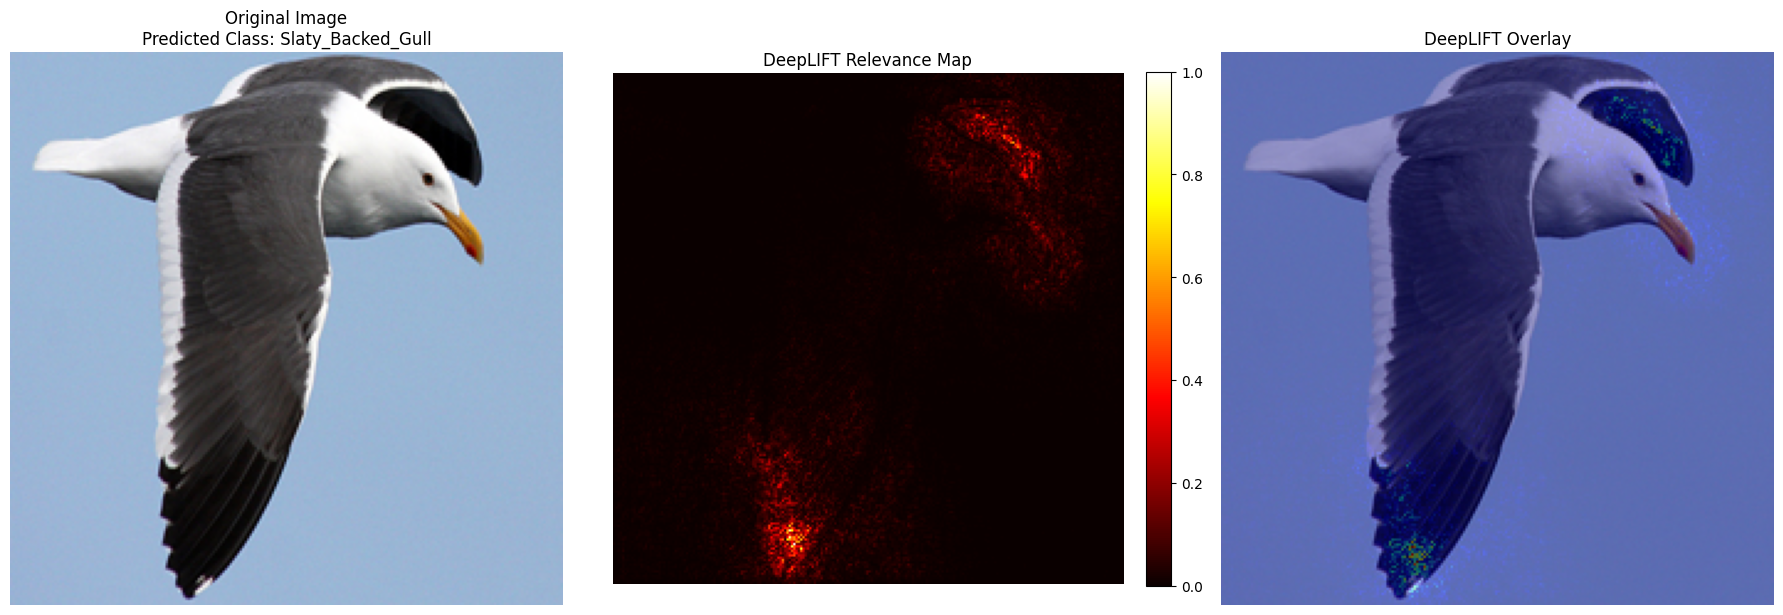 Original Image
Predicted Class: Slaty_Backed_Gull
DeepLIFT Relevance Map
DeepLIFT Overlay
1.0
0.8
0.6
0.4
0.2
0.0